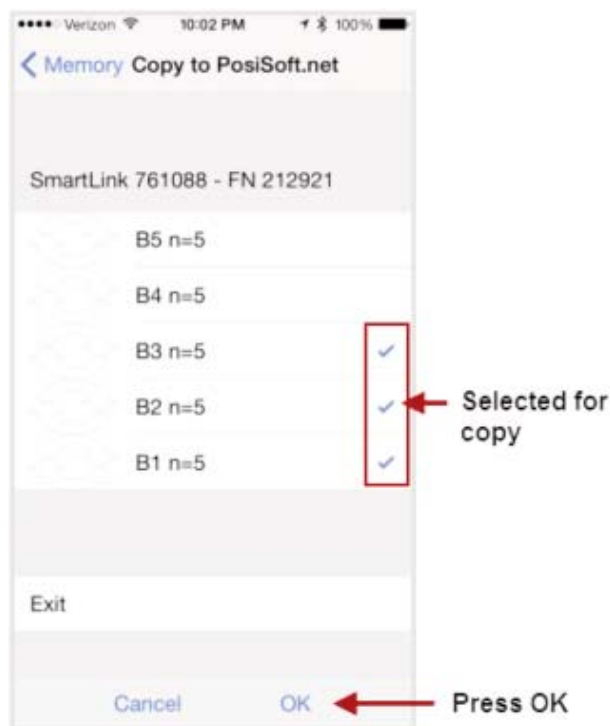 Verizon 10:02 PM 100%
Memory Copy to PosiSoft.net
SmartLink 761088 - FN 212921
B5 n=5
B4 n=5
B3 n=5
B2 n=5
B1 n=5
Selected for
copy
Exit
Cancel OK
Press OK